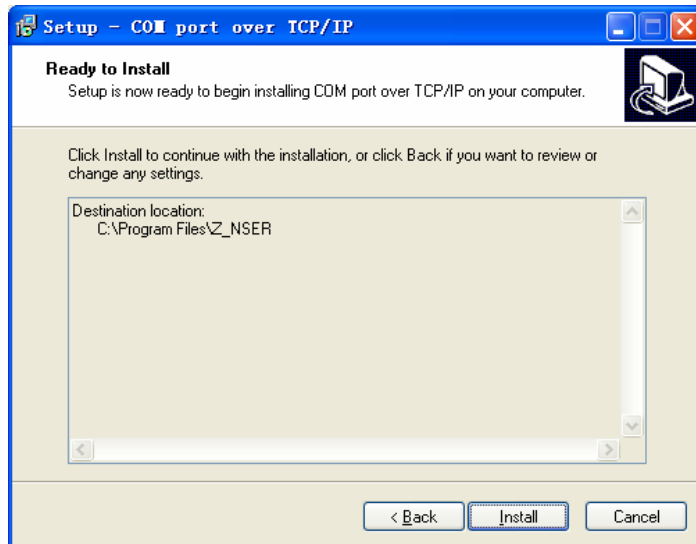 Setup - COM port over TCP/IP
Ready to Install
Setup is now ready to begin installing COM port over TCP/IP on your computer.
Click Install to continue with the installation, or click Back if you want to review or
change any settings.
Destination location:
C:\Program Files\Z_NSER
< Back
Install
Cancel